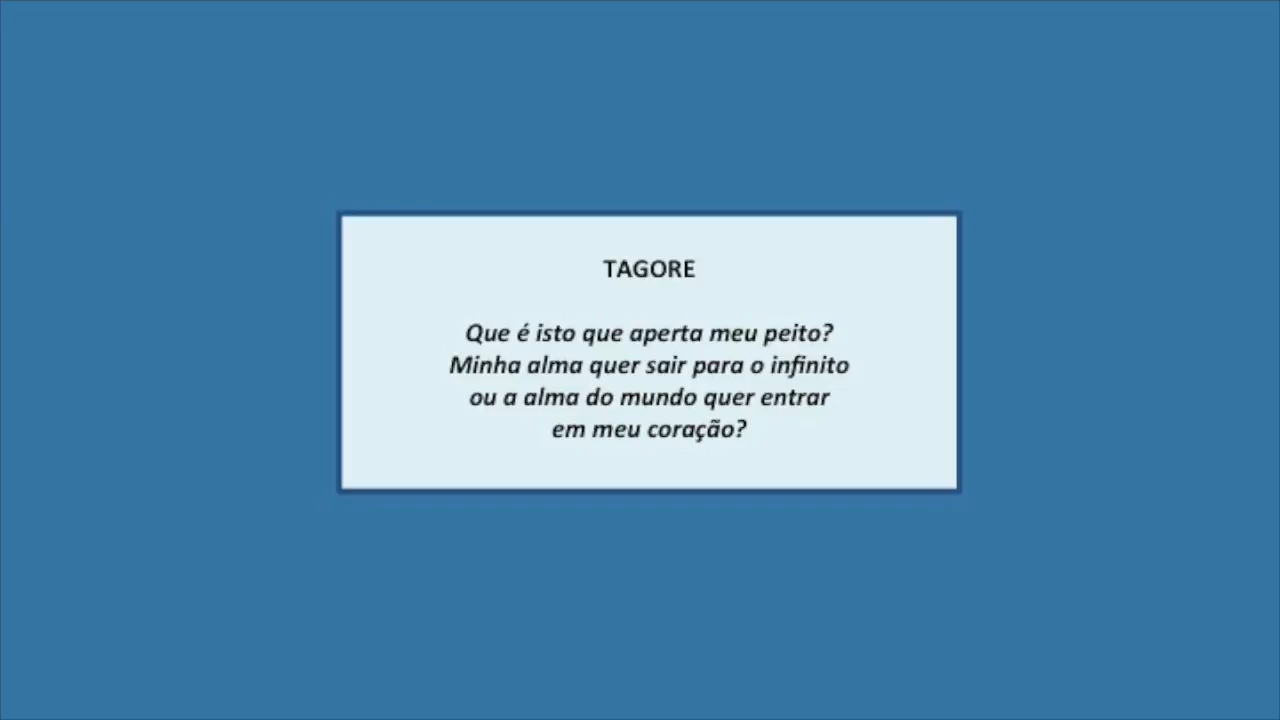 TAGORE
Que é isto que aperta meu peito?
Minha alma quer sair para o infinito
ou a alma do mundo quer entrar
em meu coração?